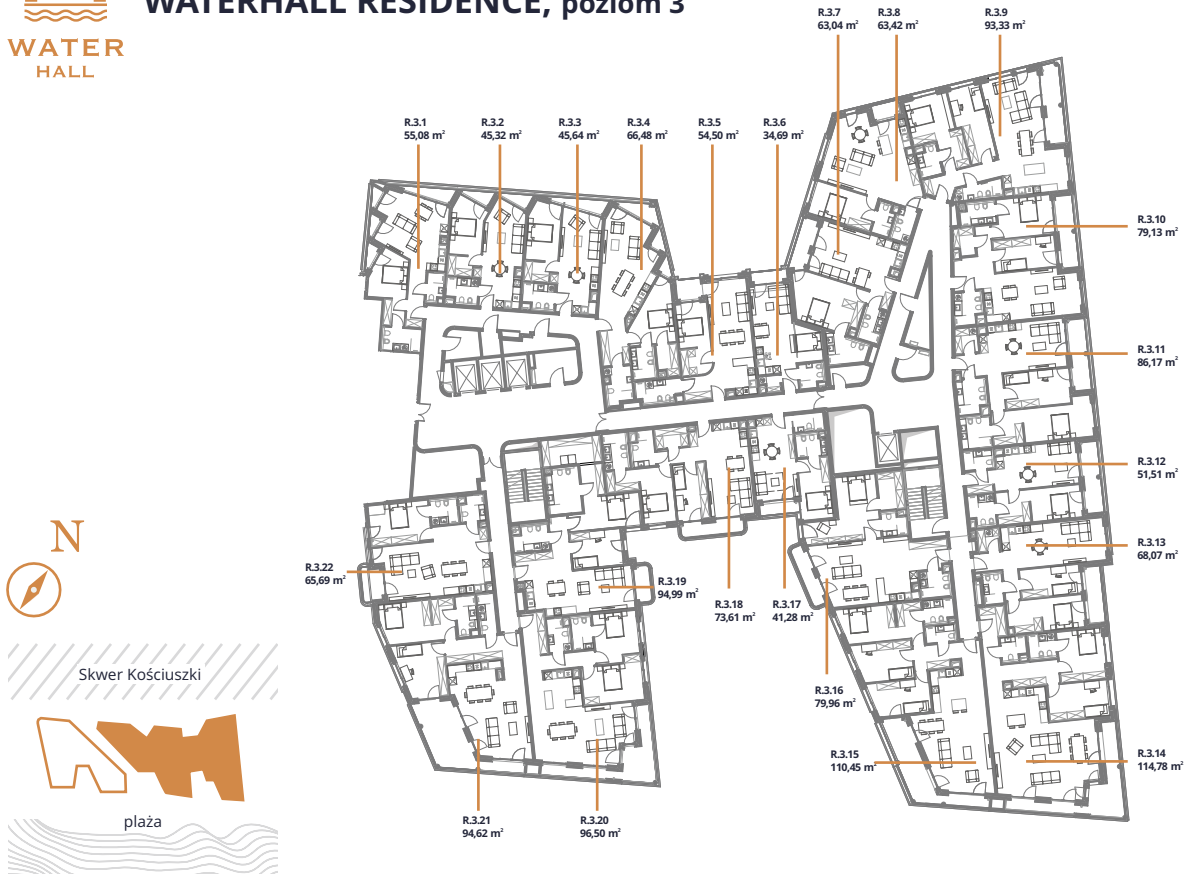 WATERHALL RESIDENCE, poziom 3
WATER
HALL
R.3.7
63,04 m²
R.3.8
63,42 m²
R.3.9
93,33 m²
R.3.1
55,08 m²
R.3.2
45,32 m²
R.3.3
45,64 m²
R.3.4
66,48 m²
R.3.5
54,50 m²
R.3.6
34,69 m²
R.3.10
79,13 m²
R.3.11
86,17 m²
R.3.12
51,51 m²
R.3.13
68,07 m²
N
R.3.22
65,69 m²
R.3.19
94,99 m²
R.3.18
73,61 m²
R.3.17
41,28 m²
Skwer Kościuszki
R.3.16
79,96 m²
R.3.15
110,45 m²
R.3.14
114,78 m²
plaża
R.3.21
94,62 m²
R.3.20
96,50 m²